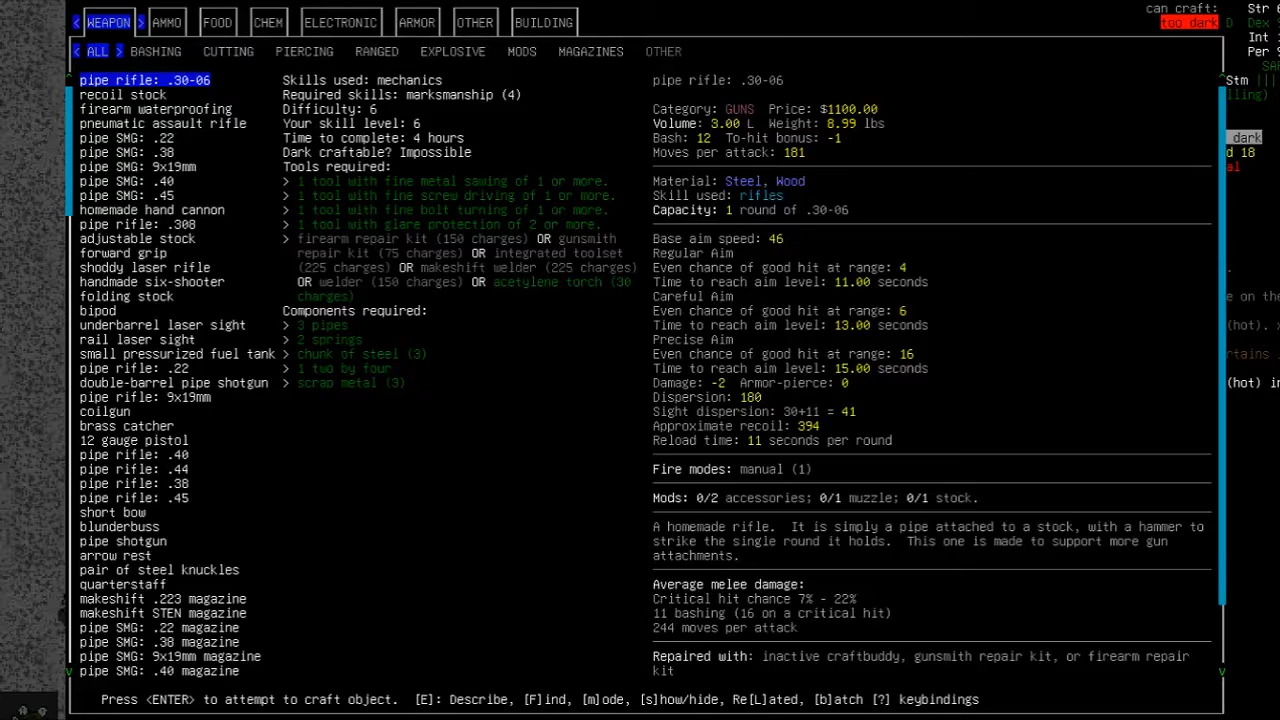 can craft: Str
< WEAPON > AMMO FOOD CHEM ELECTRONIC ARMOR OTHER BUILDING too dark D Dex
Int 1
Per
< ALL > BASHING CUTTING PIERCING RANGED EXPLOSIVE MODS MAGAZINES OTHER
pipe rifle: .30-06 Skills used: mechanics pipe rifle: .30-06 Stm
recoil stock Required skills: marksmanship (4) lling)
firearm waterproofing Difficulty: 6 Category: GUNS Price: $1100.00
pneumatic assault rifle Your skill level: 6 Volume: 3.00 L Weight: 8.99 lbs
pipe SMG: .22 Time to complete: 4 hours Bash: 12 To-hit bonus: -1 dark
pipe SMG: .38 Dark craftable? Impossible Moves per attack: 181 d 18
pipe SMG: 9x19mm Tools required: al
pipe SMG: .40 > 1 tool with fine metal sawing of 1 or more. Material: Steel, Wood
pipe SMG: .45 > 1 tool with fine screw driving of 1 or more. Skill used: rifles
homemade hand cannon > 1 tool with fine bolt turning of 1 or more. Capacity: 1 round of .30-06
pipe rifle: .308 > 1 tool with glare protection of 2 or more.
adjustable stock > firearm repair kit (150 charges) OR gunsmith Base aim speed: 46
forward grip repair kit (75 charges) OR integrated toolset Regular Aim
shoddy laser rifle (225 charges) OR makeshift welder (225 charges) Even chance of good hit at range: 4
handmade six-shooter OR welder (150 charges) OR acetylene torch (30 Time to reach aim level: 11.00 seconds
folding stock charges) Careful Aim e on the
bipod Components required: Even chance of good hit at range: 6
underbarrel laser sight > 3 pipes Time to reach aim level: 13.00 seconds (hot).
rail laser sight > 2 springs Precise Aim
small pressurized fuel tank > chunk of steel (3) Even chance of good hit at range: 16 rtains
pipe rifle: .22 > 1 two by four Time to reach aim level: 15.00 seconds
double-barrel pipe shotgun > scrap metal (3) Damage: -2 Armor-pierce: 0 (hot) in
pipe rifle: 9x19mm Dispersion: 180
coilgun Sight dispersion: 30+11 = 41
brass catcher Approximate recoil: 394
12 gauge pistol Reload time: 11 seconds per round
pipe rifle: .40
pipe rifle: .44 Fire modes: manual (1)
pipe rifle: .38
pipe rifle: .45 Mods: 0/2 accessories; 0/1 muzzle; 0/1 stock.
short bow
blunderbuss A homemade rifle. It is simply a pipe attached to a stock, with a hammer to
pipe shotgun strike the single round it holds. This one is made to support more gun
arrow rest attachments.
pair of steel knuckles
quarterstaff Average melee damage:
makeshift .223 magazine Critical hit chance 7% - 22%
makeshift STEN magazine 11 bashing (16 on a critical hit)
pipe SMG: .22 magazine 244 moves per attack
pipe SMG: .38 magazine
pipe SMG: 9x19mm magazine Repaired with: inactive craftbuddy, gunsmith repair kit, or firearm repair
pipe SMG: .40 magazine kit
Press <ENTER> to attempt to craft object. [E]: Describe, [F]ind, [m]ode, [s]how/hide, Re[L]ated, [b]atch [?] keybindings